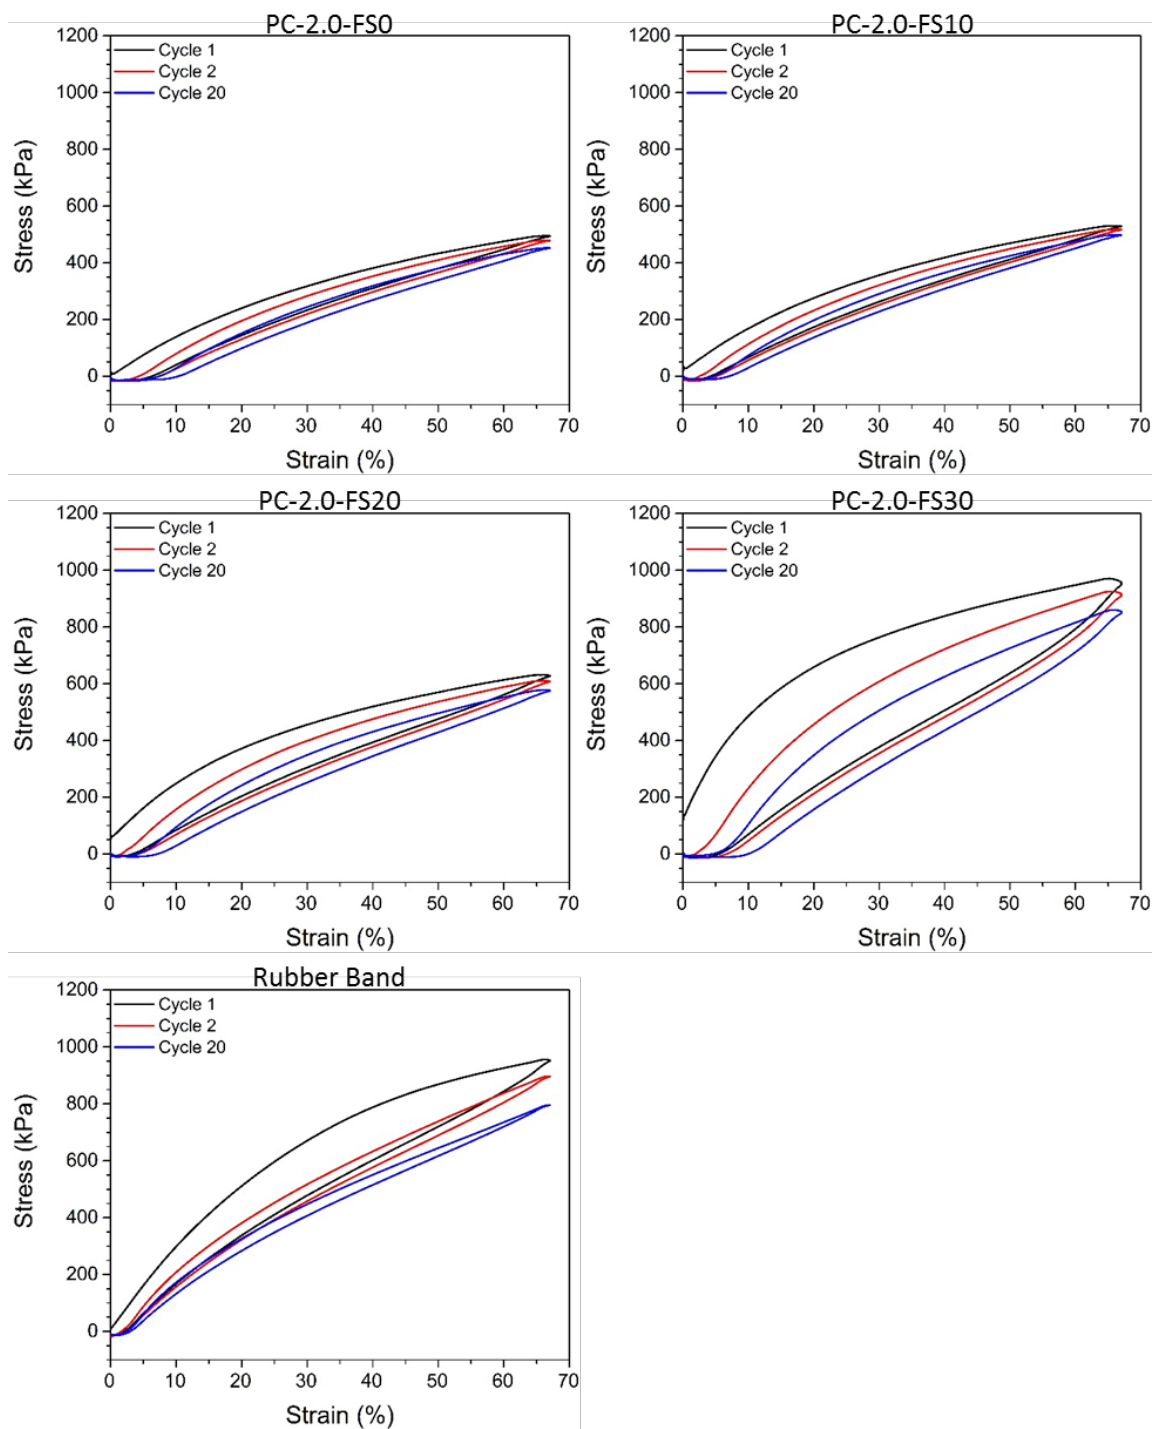 PC-2.0-FS0
1200
1000
800
600
400
200
0
Stress (kPa)
Cycle 1
Cycle 2
Cycle 20
0 10 20 30 40 50 60 70
Strain (%)
PC-2.0-FS10
1200
1000
800
600
400
200
0
Stress (kPa)
Cycle 1
Cycle 2
Cycle 20
0 10 20 30 40 50 60 70
Strain (%)
PC-2.0-FS20
1200
1000
800
600
400
200
0
Stress (kPa)
Cycle 1
Cycle 2
Cycle 20
0 10 20 30 40 50 60 70
Strain (%)
PC-2.0-FS30
1200
1000
800
600
400
200
0
Stress (kPa)
Cycle 1
Cycle 2
Cycle 20
0 10 20 30 40 50 60 70
Strain (%)
Rubber Band
1200
1000
800
600
400
200
0
Stress (kPa)
Cycle 1
Cycle 2
Cycle 20
0 10 20 30 40 50 60 70
Strain (%)